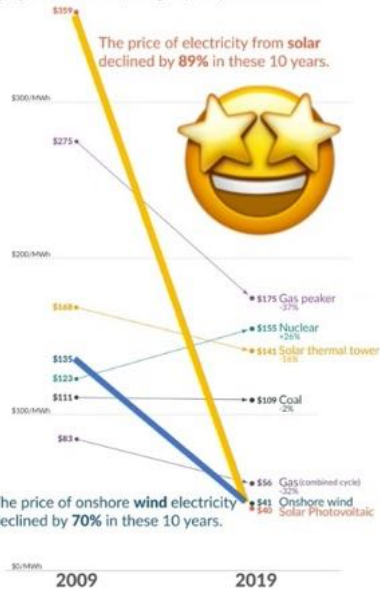 $359
The price of electricity from solar
declined by 89% in these 10 years.
$300/MWh
$275
$200/MWh
$175 Gas peaker
-37%
$168
$155 Nuclear
+26%
$141 Solar thermal tower
-16%
$135
$123
$111
$109 Coal
-2%
$100/MWh
$83
$56 Gas (combined cycle)
-32%
he price of onshore wind electricity
eclined by 70% in these 10 years.
$41 Onshore wind
$40 Solar Photovoltaic
$0/MWh
2009 2019